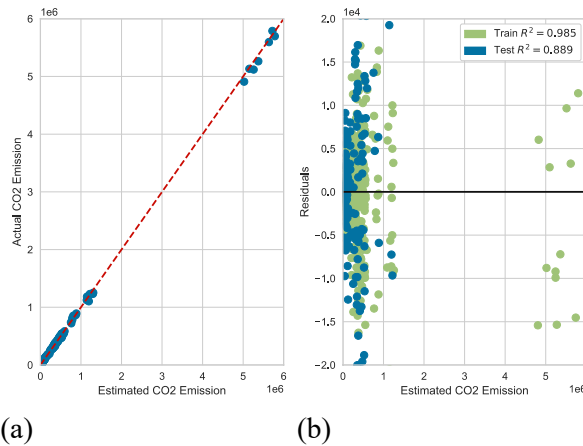 1e6
6
5
4
3
2
1
0
0 1 2 3 4 5 6
1e6
Estimated CO2 Emission
Actual CO2 Emission
(a)
1e4
2.0
1.5
1.0
0.5
0.0
−0.5
−1.0
−1.5
−2.0
0 1 2 3 4 5 6
1e6
Estimated CO2 Emission
Residuals
Train R² = 0.985
Test R² = 0.889
(b)